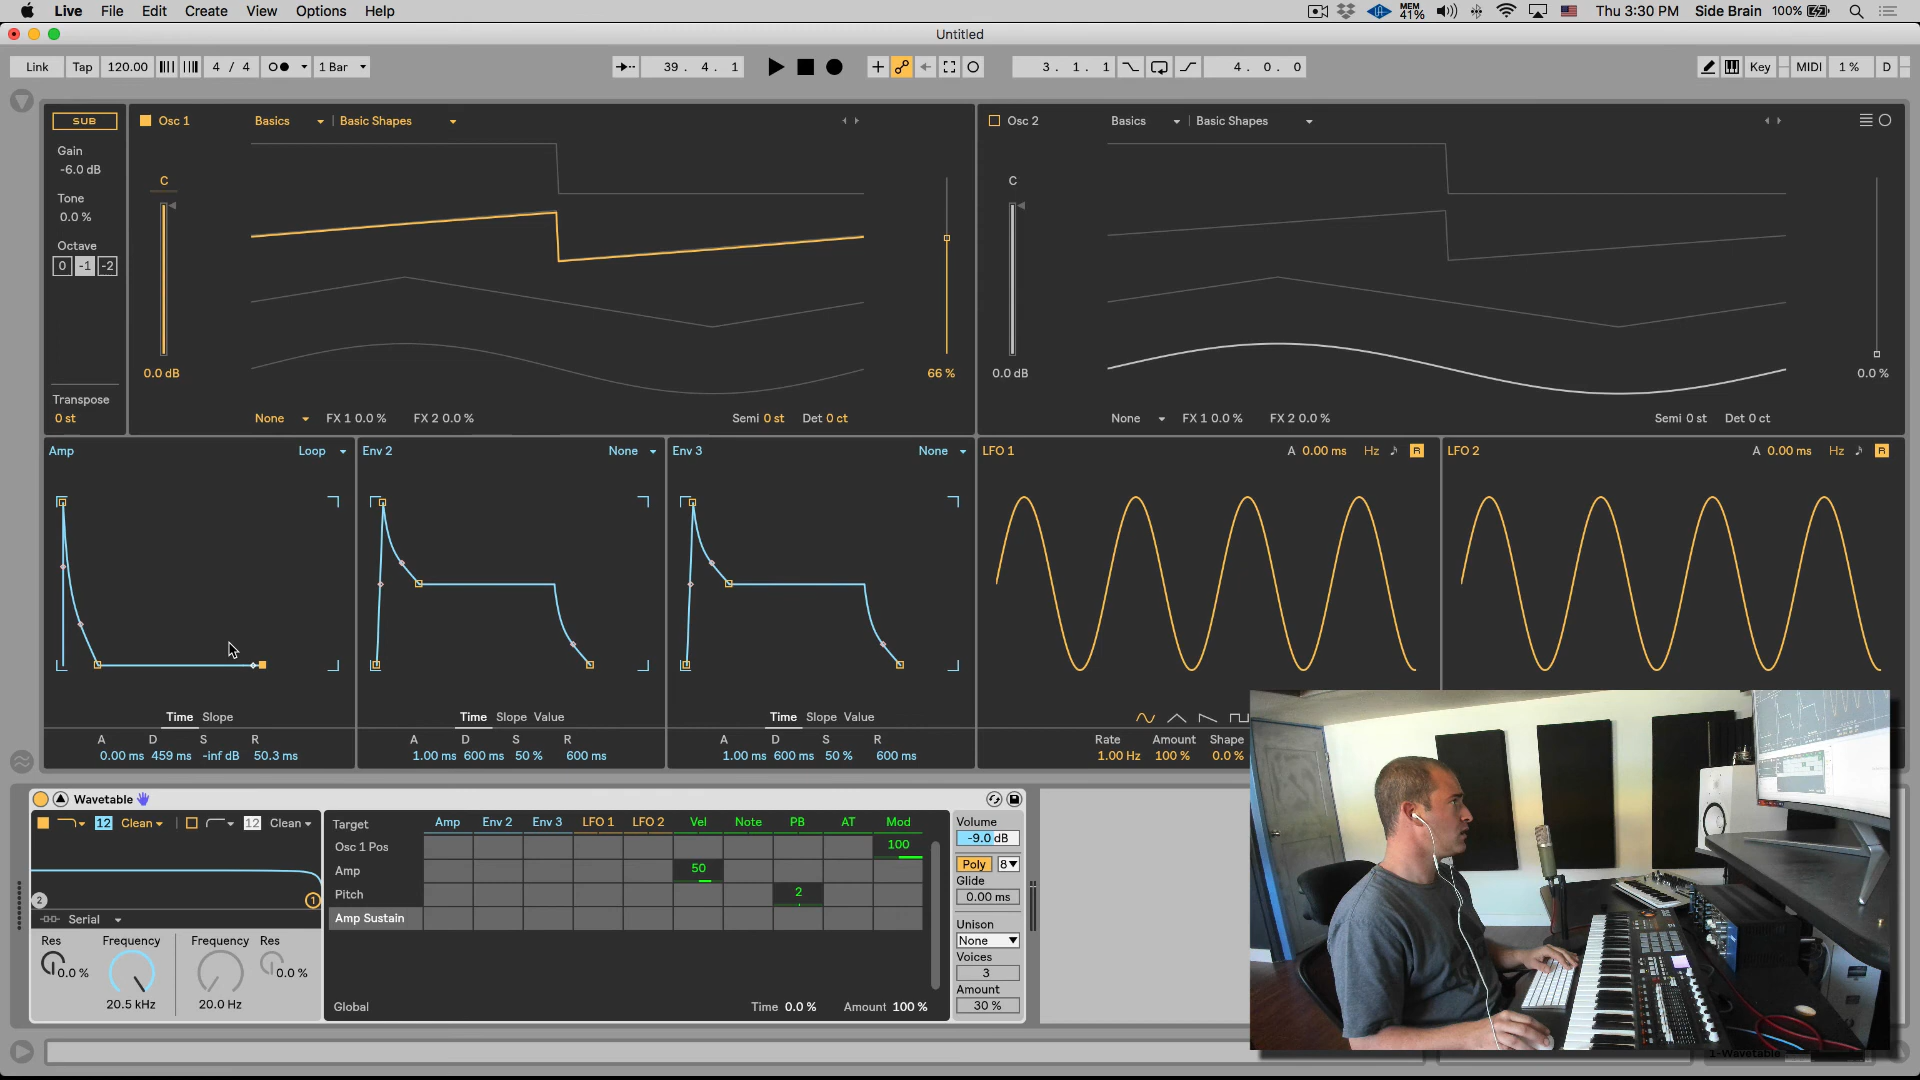 Live File Edit Create View Options Help MEM 41% Thu 3:30 PM Side Brain 100%
Untitled
Link Tap 120.00 4 / 4 1 Bar 39 . 4 . 1 3 . 1 . 1 4 . 0 . 0 Key MIDI 1 % D
SUB Osc 1 Basics Basic Shapes Osc 2 Basics Basic Shapes
Gain
-6.0 dB
C C
Tone
0.0 %
Octave
0 -1 -2
0.0 dB 66 % 0.0 dB 0.0 %
Transpose
0 st None FX 1 0.0 % FX 2 0.0 % Semi 0 st Det 0 ct None FX 1 0.0 % FX 2 0.0 % Semi 0 st Det 0 ct
Amp Loop Env 2 None Env 3 None LFO 1 A 0.00 ms Hz R LFO 2 A 0.00 ms Hz R
Time Slope Time Slope Value Time Slope Value
A D S R A D S R A D S R Rate Amount Shape
0.00 ms 459 ms -inf dB 50.3 ms 1.00 ms 600 ms 50 % 600 ms 1.00 ms 600 ms 50 % 600 ms 1.00 Hz 100 % 0.0 %
Wavetable
12 Clean 12 Clean Target Amp Env 2 Env 3 LFO 1 LFO 2 Vel Note PB AT Mod Volume
-9.0 dB
Osc 1 Pos 100
Poly 8
Amp 50
Glide
Pitch 2
0.00 ms
2 1
Serial Amp Sustain
Unison
None
Res Frequency Frequency Res
Voices
3
0.0 % 0.0 %
Amount
20.5 kHz 20.0 Hz Global Time 0.0 % Amount 100 % 30 %
1-Wavetable